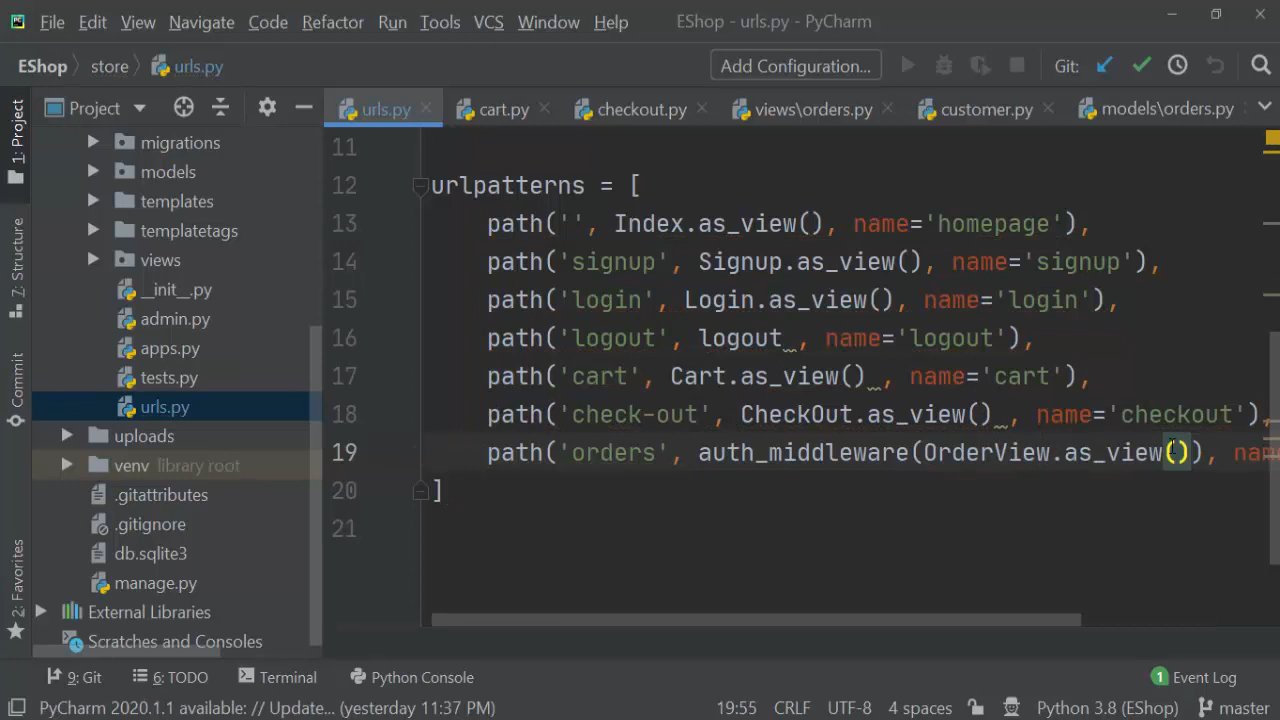 File Edit View Navigate Code Refactor Run Tools VCS Window Help EShop - urls.py - PyCharm
EShop store urls.py Add Configuration... Git:
Project urls.py cart.py checkout.py views\orders.py customer.py models\orders.py
1: Project
7: Structure
Commit
2: Favorites
migrations
models
templates
templatetags
views
__init__.py
admin.py
apps.py
tests.py
urls.py
uploads
venv library root
.gitattributes
.gitignore
db.sqlite3
manage.py
External Libraries
Scratches and Consoles
11
12 urlpatterns = [
13 path('', Index.as_view(), name='homepage'),
14 path('signup', Signup.as_view(), name='signup'),
15 path('login', Login.as_view(), name='login'),
16 path('logout', logout , name='logout'),
17 path('cart', Cart.as_view() , name='cart'),
18 path('check-out', CheckOut.as_view() , name='checkout'),
19 path('orders', auth_middleware(OrderView.as_view()), nam
20 ]
21
9: Git 6: TODO Terminal Python Console 1 Event Log
PyCharm 2020.1.1 available: // Update... (yesterday 11:37 PM) 19:55 CRLF UTF-8 4 spaces Python 3.8 (EShop) master